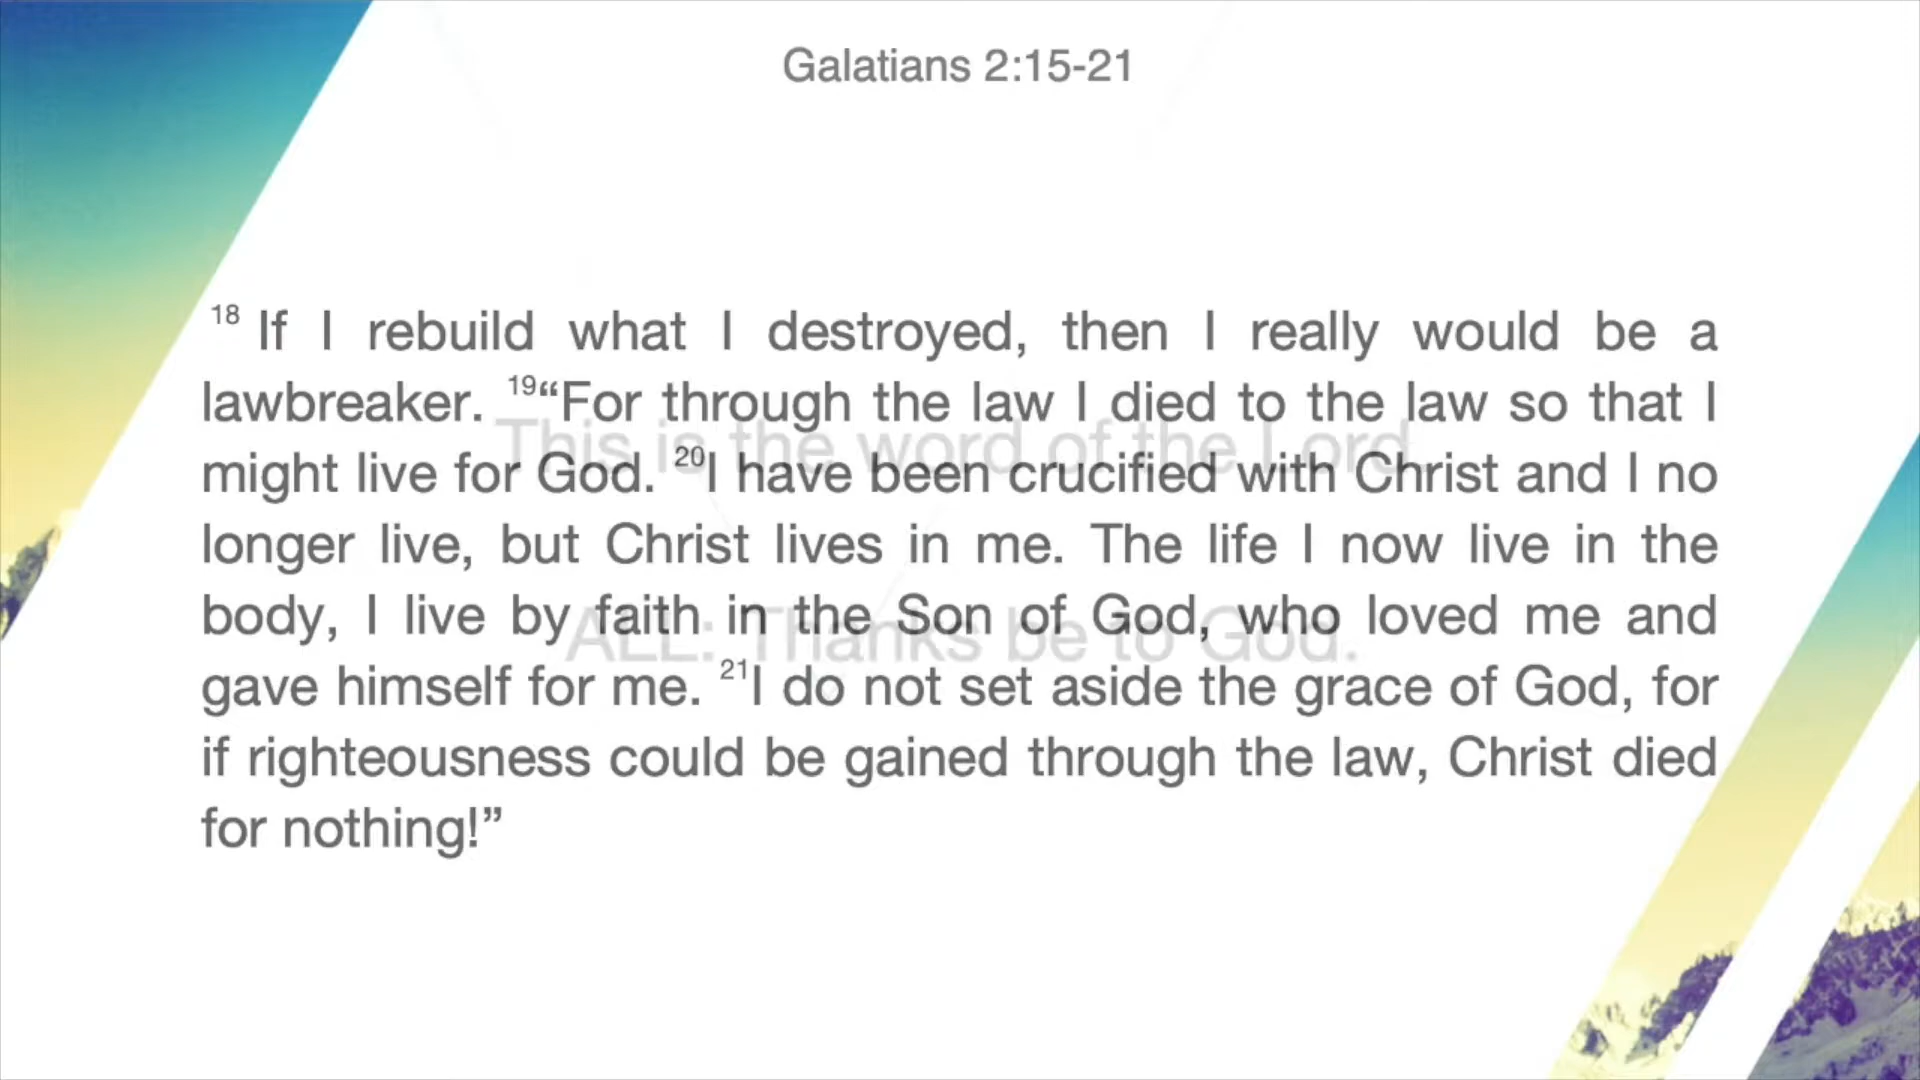 Galatians 2:15-21
18 If I rebuild what I destroyed, then I really would be a
lawbreaker. 19“For through the law I died to the law so that I
This is the word of the Lord.
might live for God. 20I have been crucified with Christ and I no
longer live, but Christ lives in me. The life I now live in the
body, I live by faith in the Son of God, who loved me and
ALL: Thanks be to God.
gave himself for me. 21I do not set aside the grace of God, for
if righteousness could be gained through the law, Christ died
for nothing!”